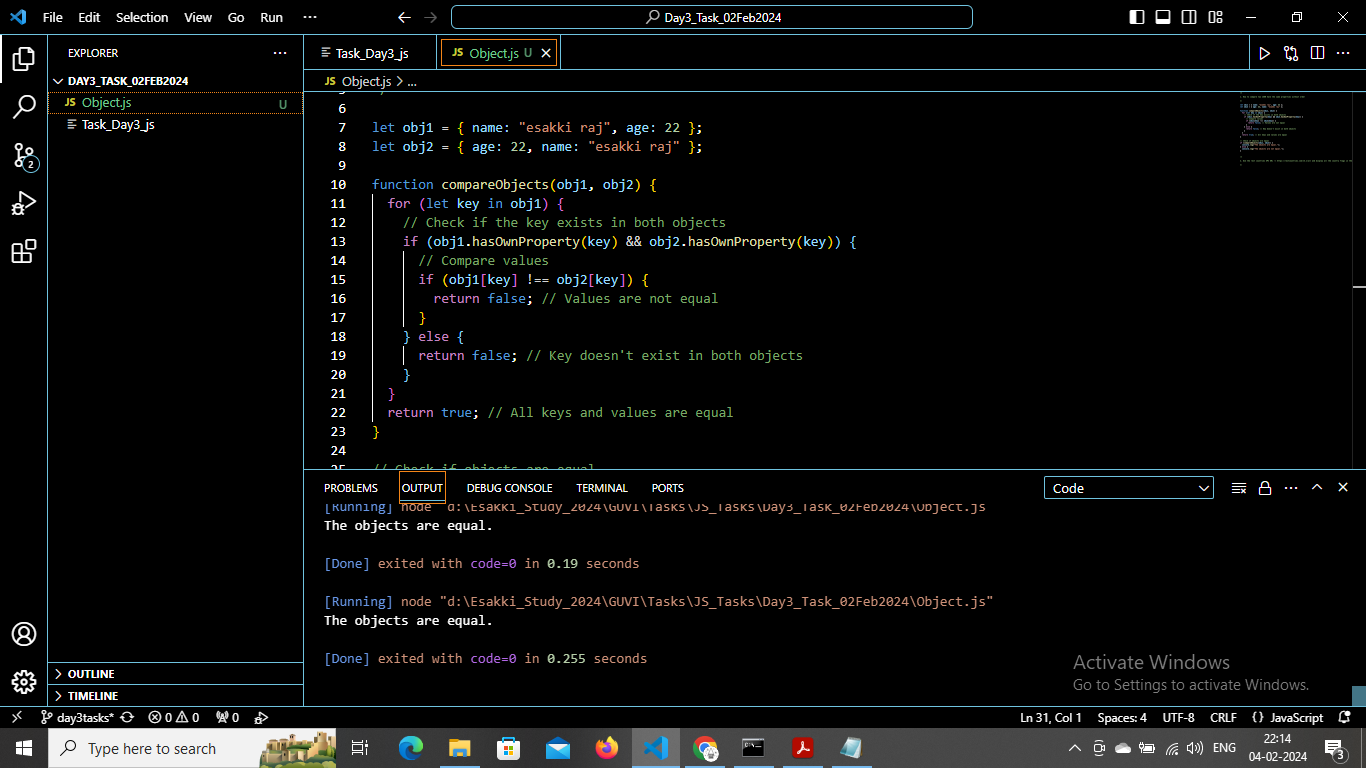 File Edit Selection View Go Run ··· Day3_Task_02Feb2024
EXPLORER ···
DAY3_TASK_02FEB2024
JS Object.js U
Task_Day3_js
OUTLINE
TIMELINE
Task_Day3_js JS Object.js U
JS Object.js > ...
6
7 let obj1 = { name: "esakki raj", age: 22 };
8 let obj2 = { age: 22, name: "esakki raj" };
9
10 function compareObjects(obj1, obj2) {
11 for (let key in obj1) {
12 // Check if the key exists in both objects
13 if (obj1.hasOwnProperty(key) && obj2.hasOwnProperty(key)) {
14 // Compare values
15 if (obj1[key] !== obj2[key]) {
16 return false; // Values are not equal
17 }
18 } else {
19 return false; // Key doesn't exist in both objects
20 }
21 }
22 return true; // All keys and values are equal
23 }
24
25 // Check if objects are equal
PROBLEMS OUTPUT DEBUG CONSOLE TERMINAL PORTS Code
[Running] node "d:\Esakki_Study_2024\GUVI\Tasks\JS_Tasks\Day3_Task_02Feb2024\Object.js
The objects are equal.
[Done] exited with code=0 in 0.19 seconds
[Running] node "d:\Esakki_Study_2024\GUVI\Tasks\JS_Tasks\Day3_Task_02Feb2024\Object.js"
The objects are equal.
[Done] exited with code=0 in 0.255 seconds
Activate Windows
Go to Settings to activate Windows.
2
day3tasks* 0 0 0 Ln 31, Col 1 Spaces: 4 UTF-8 CRLF {} JavaScript
Type here to search ENG 22:14
04-02-2024 3